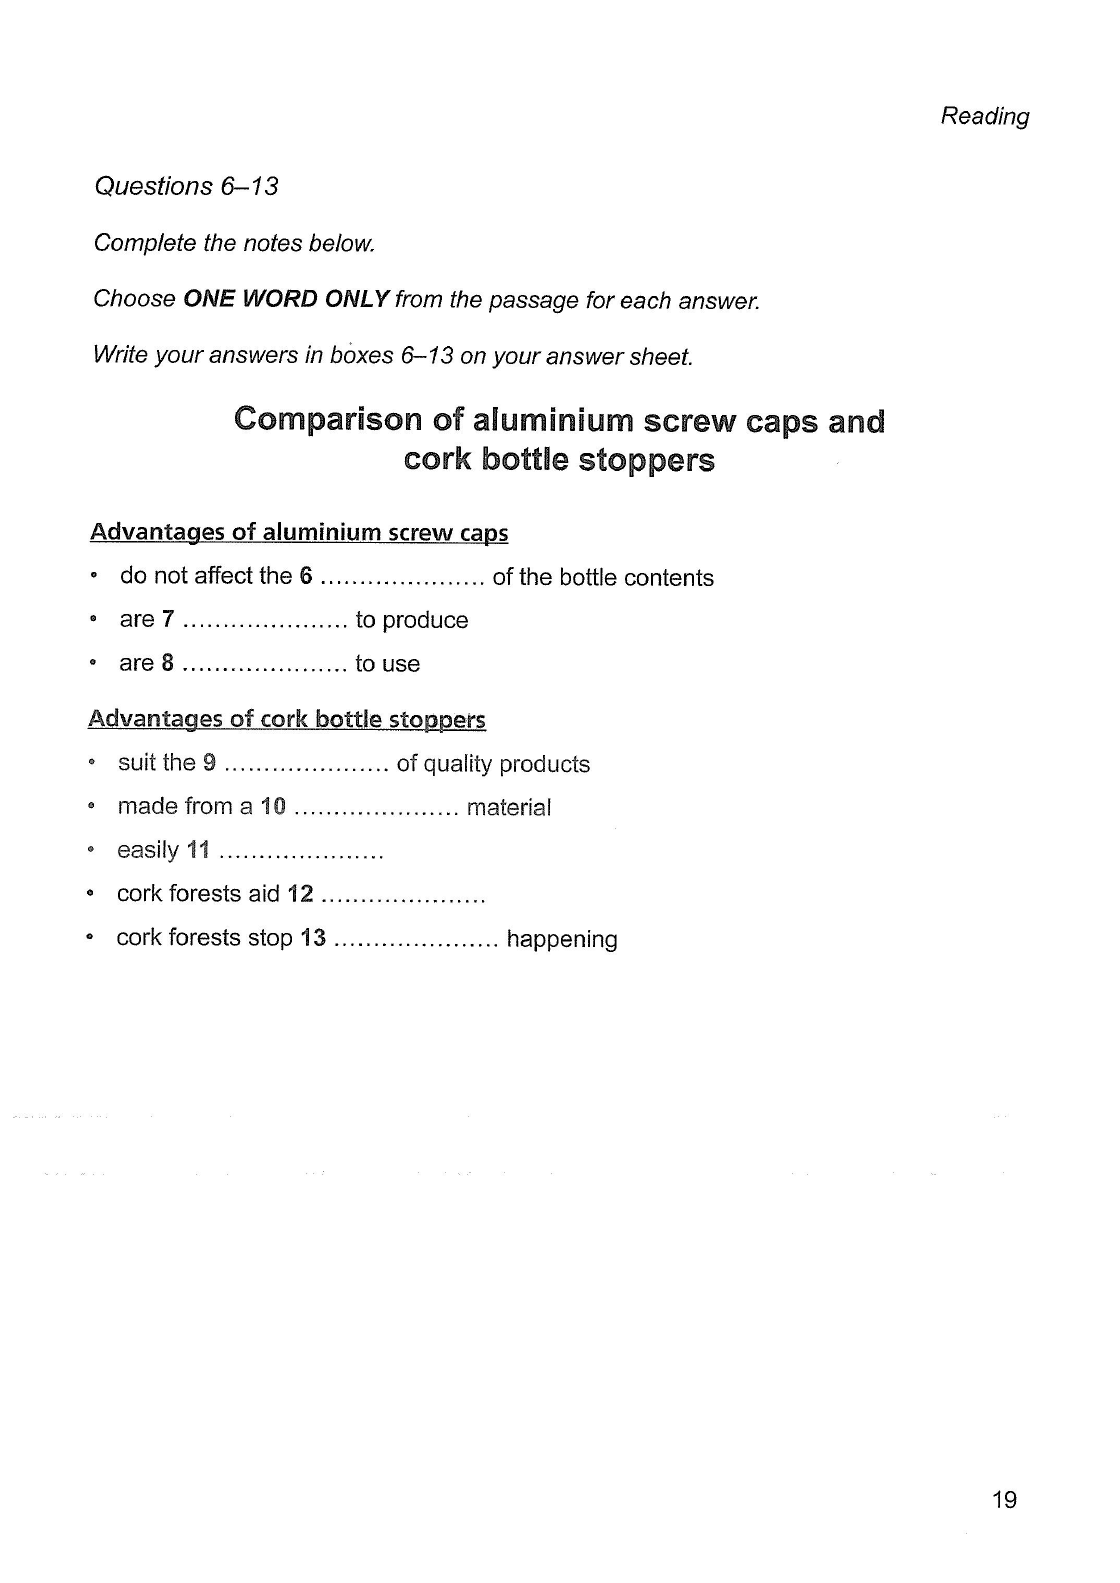 Reading
Questions 6–13
Complete the notes below.
Choose ONE WORD ONLY from the passage for each answer.
Write your answers in boxes 6–13 on your answer sheet.
Comparison of aluminium screw caps and
cork bottle stoppers
Advantages of aluminium screw caps
• do not affect the 6 ..................... of the bottle contents
• are 7 ..................... to produce
• are 8 ..................... to use
Advantages of cork bottle stoppers
• suit the 9 ..................... of quality products
• made from a 10 ..................... material
• easily 11 .....................
• cork forests aid 12 .....................
• cork forests stop 13 ..................... happening
19